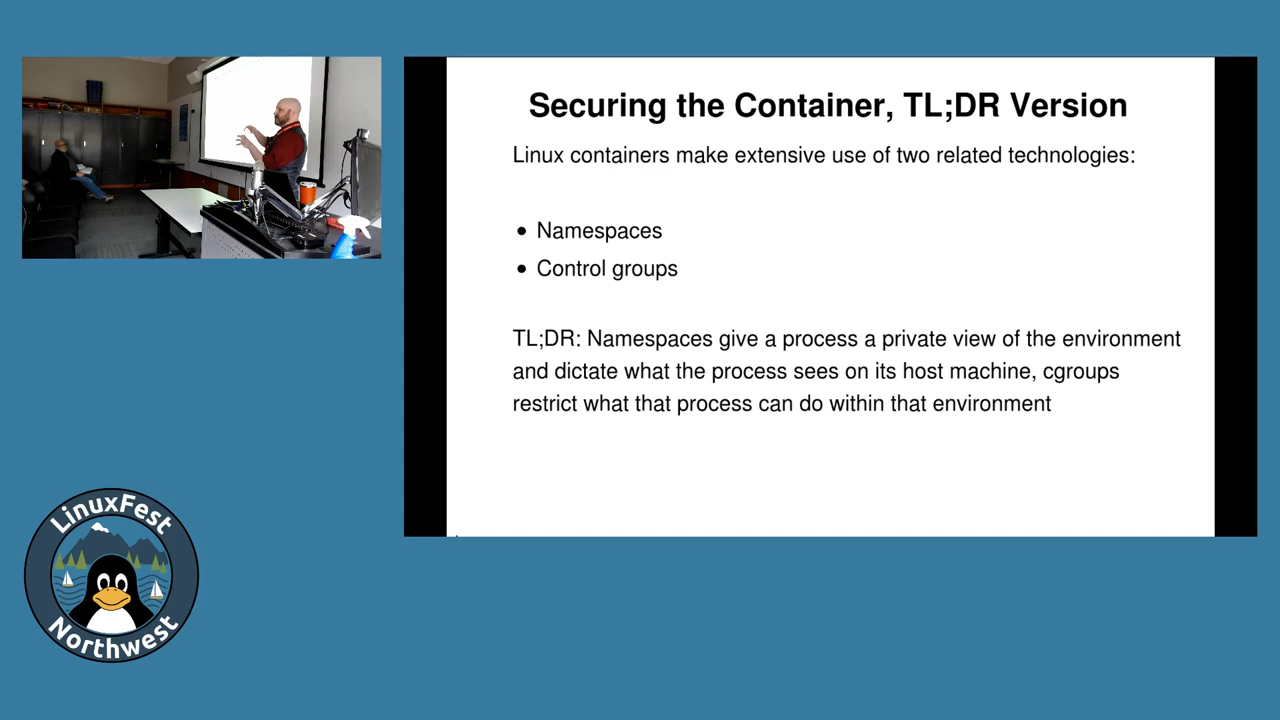 Securing the Container, TL;DR Version
Linux containers make extensive use of two related technologies:
• Namespaces
• Control groups
TL;DR: Namespaces give a process a private view of the environment
and dictate what the process sees on its host machine, cgroups
restrict what that process can do within that environment
LinuxFest
Northwest